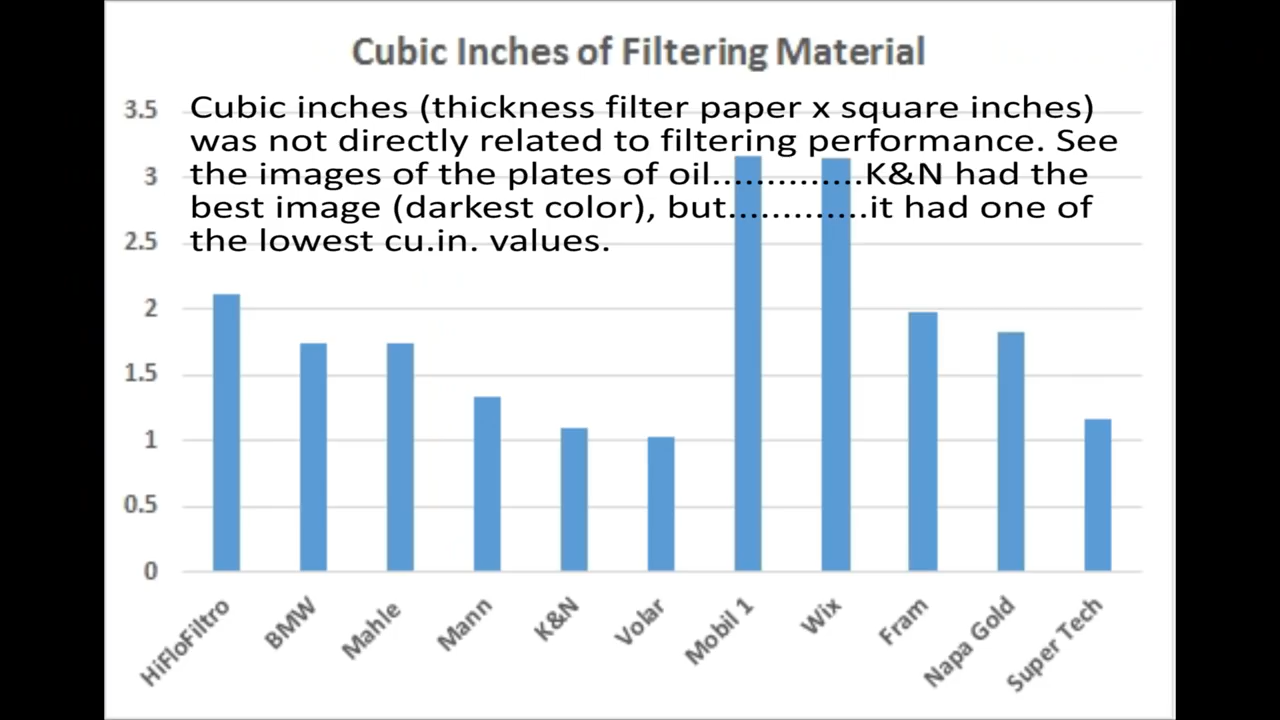 Cubic Inches of Filtering Material
Cubic inches (thickness filter paper x square inches)
was not directly related to filtering performance. See
the images of the plates of oil..............K&N had the
best image (darkest color), but.............it had one of
the lowest cu.in. values.
3.5
3
2.5
2
1.5
1
0.5
0
HiFloFiltro
BMW
Mahle
Mann
K&N
Volar
Mobil 1
Wix
Fram
Napa Gold
Super Tech